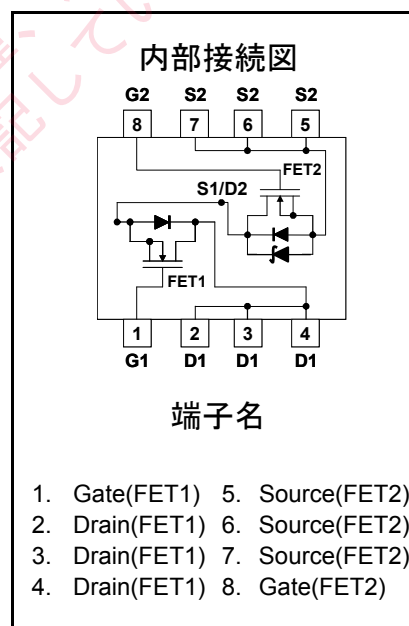 内部接続図
G2 S2 S2 S2
8 7 6 5
FET2
S1/D2
FET1
1 2 3 4
G1 D1 D1 D1
端子名
1. Gate(FET1) 5. Source(FET2)
2. Drain(FET1) 6. Source(FET2)
3. Drain(FET1) 7. Source(FET2)
4. Drain(FET1) 8. Gate(FET2)